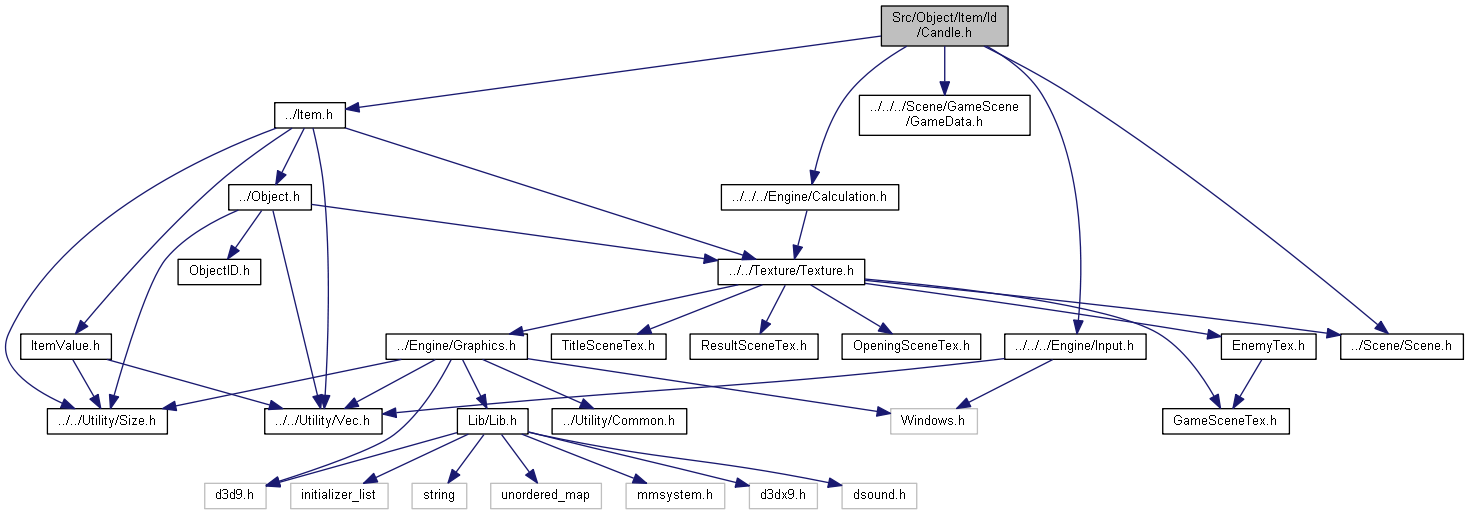 Src/Object/Item/Id
/Candle.h
../Item.h
../../../Scene/GameScene
/GameData.h
../Object.h
../../../Engine/Calculation.h
ObjectID.h
../../Texture/Texture.h
ItemValue.h
../Engine/Graphics.h
TitleSceneTex.h
ResultSceneTex.h
OpeningSceneTex.h
../../../Engine/Input.h
EnemyTex.h
../Scene/Scene.h
../../Utility/Size.h
../../Utility/Vec.h
Lib/Lib.h
../Utility/Common.h
Windows.h
GameSceneTex.h
d3d9.h
initializer_list
string
unordered_map
mmsystem.h
d3dx9.h
dsound.h